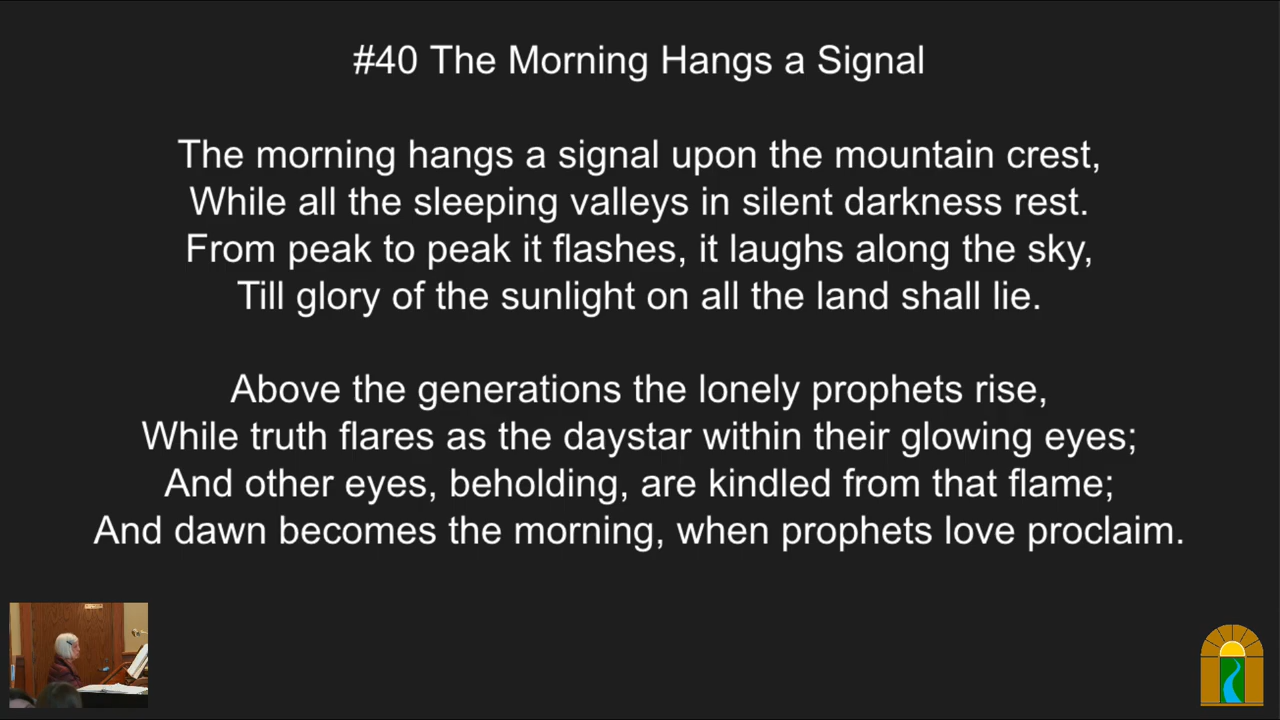 #40 The Morning Hangs a Signal
The morning hangs a signal upon the mountain crest,
While all the sleeping valleys in silent darkness rest.
From peak to peak it flashes, it laughs along the sky,
Till glory of the sunlight on all the land shall lie.
Above the generations the lonely prophets rise,
While truth flares as the daystar within their glowing eyes;
And other eyes, beholding, are kindled from that flame;
And dawn becomes the morning, when prophets love proclaim.